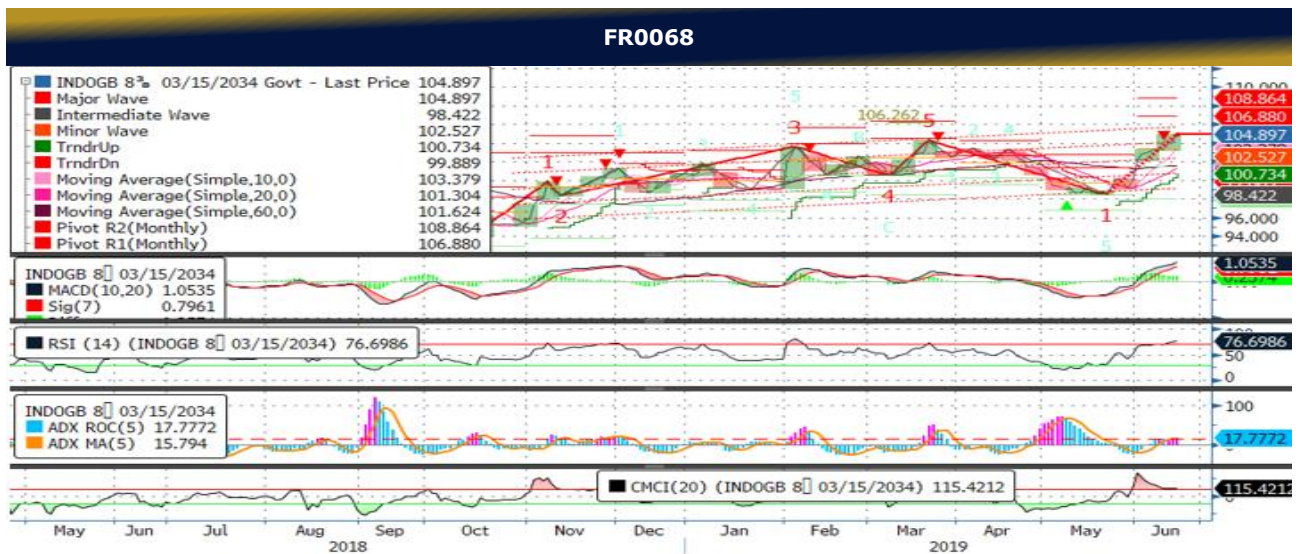 FR0068
INDOGB 8⅜ 03/15/2034 Govt - Last Price 104.897
Major Wave 104.897
Intermediate Wave 98.422
Minor Wave 102.527
TrndrUp 100.734
TrndrDn 99.889
Moving Average(Simple,10,0) 103.379
Moving Average(Simple,20,0) 101.304
Moving Average(Simple,60,0) 101.624
Pivot R2(Monthly) 108.864
Pivot R1(Monthly) 106.880
1
2
3
4
5
1
106.262
5
C
5
110.000
108.864
106.880
104.897
102.527
100.734
98.422
96.000
94.000
INDOGB 8 03/15/2034
MACD(10,20) 1.0535
Sig(7) 0.7961
1.0535
RSI (14) (INDOGB 8 03/15/2034) 76.6986
76.6986
50
0
INDOGB 8 03/15/2034
ADX ROC(5) 17.7772
ADX MA(5) 15.794
100
17.7772
CMCI(20) (INDOGB 8 03/15/2034) 115.4212
115.4212
May Jun Jul Aug Sep Oct Nov Dec Jan Feb Mar Apr May Jun
2018 2019